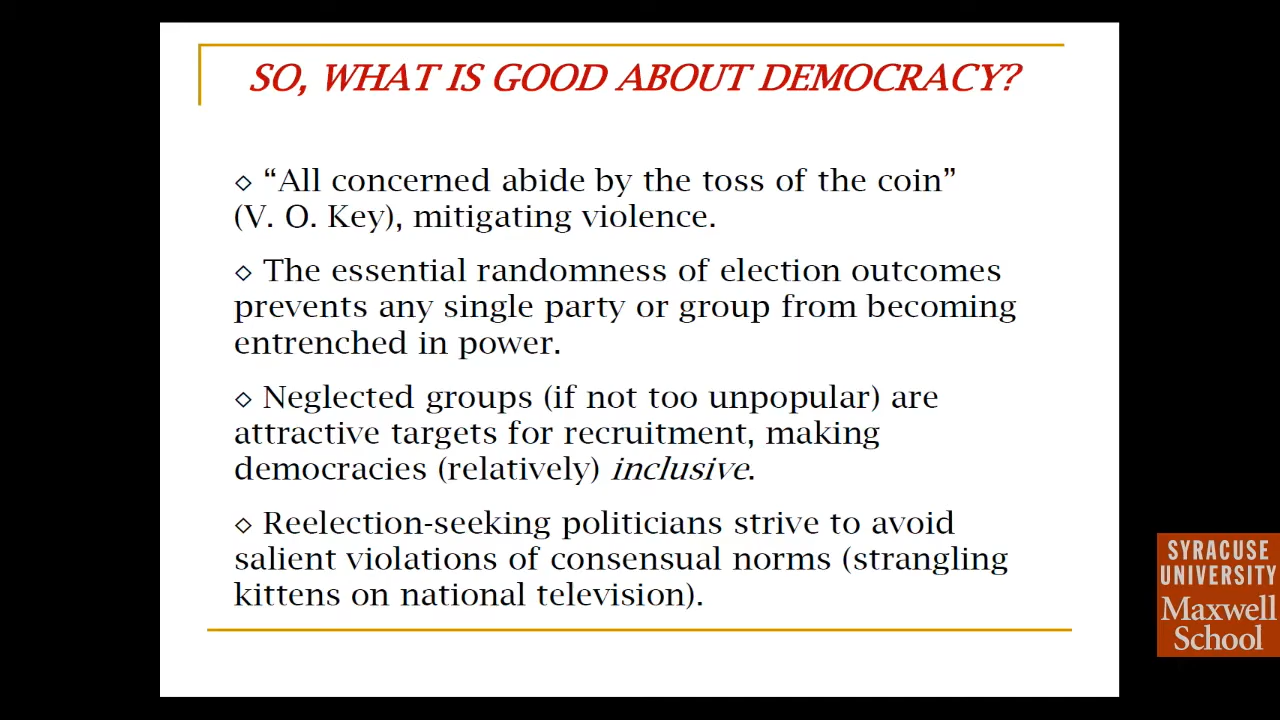 SO, WHAT IS GOOD ABOUT DEMOCRACY?
◇ “All concerned abide by the toss of the coin”
(V. O. Key), mitigating violence.
◇ The essential randomness of election outcomes
prevents any single party or group from becoming
entrenched in power.
◇ Neglected groups (if not too unpopular) are
attractive targets for recruitment, making
democracies (relatively) inclusive.
◇ Reelection-seeking politicians strive to avoid
salient violations of consensual norms (strangling
kittens on national television).
SYRACUSE
UNIVERSITY
Maxwell
School